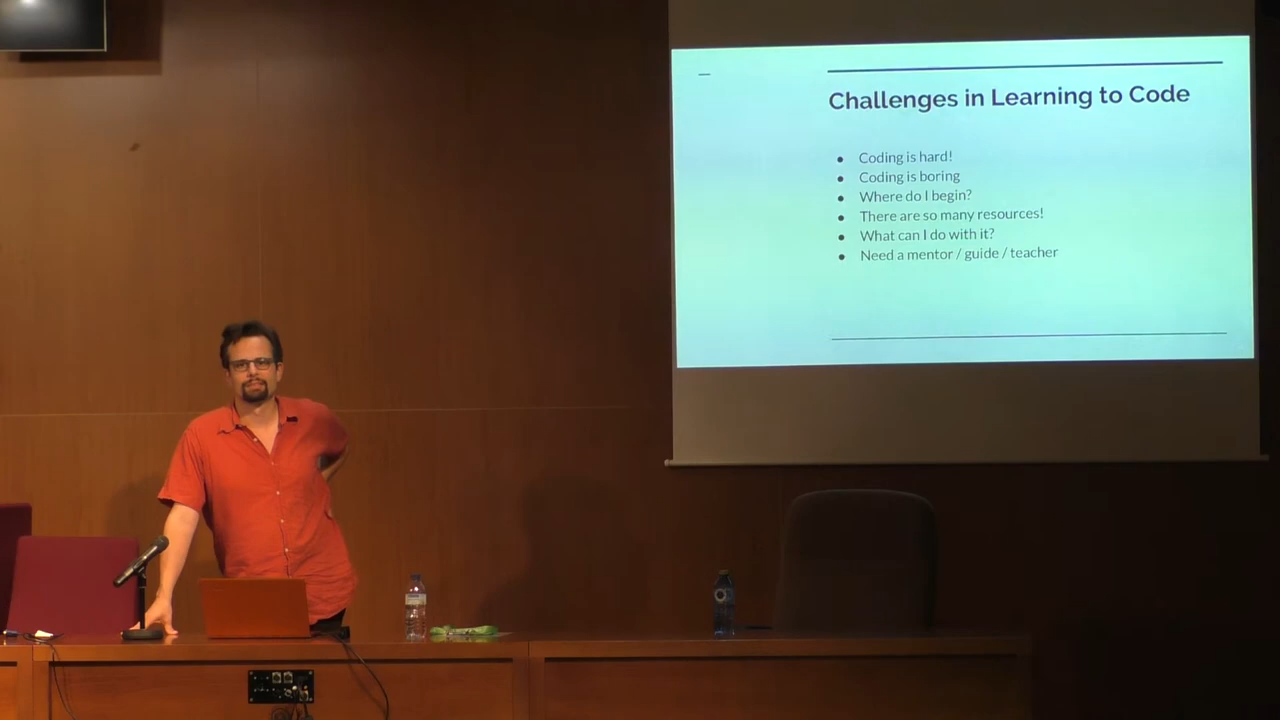 Challenges in Learning to Code
● Coding is hard!
● Coding is boring
● Where do I begin?
● There are so many resources!
● What can I do with it?
● Need a mentor / guide / teacher